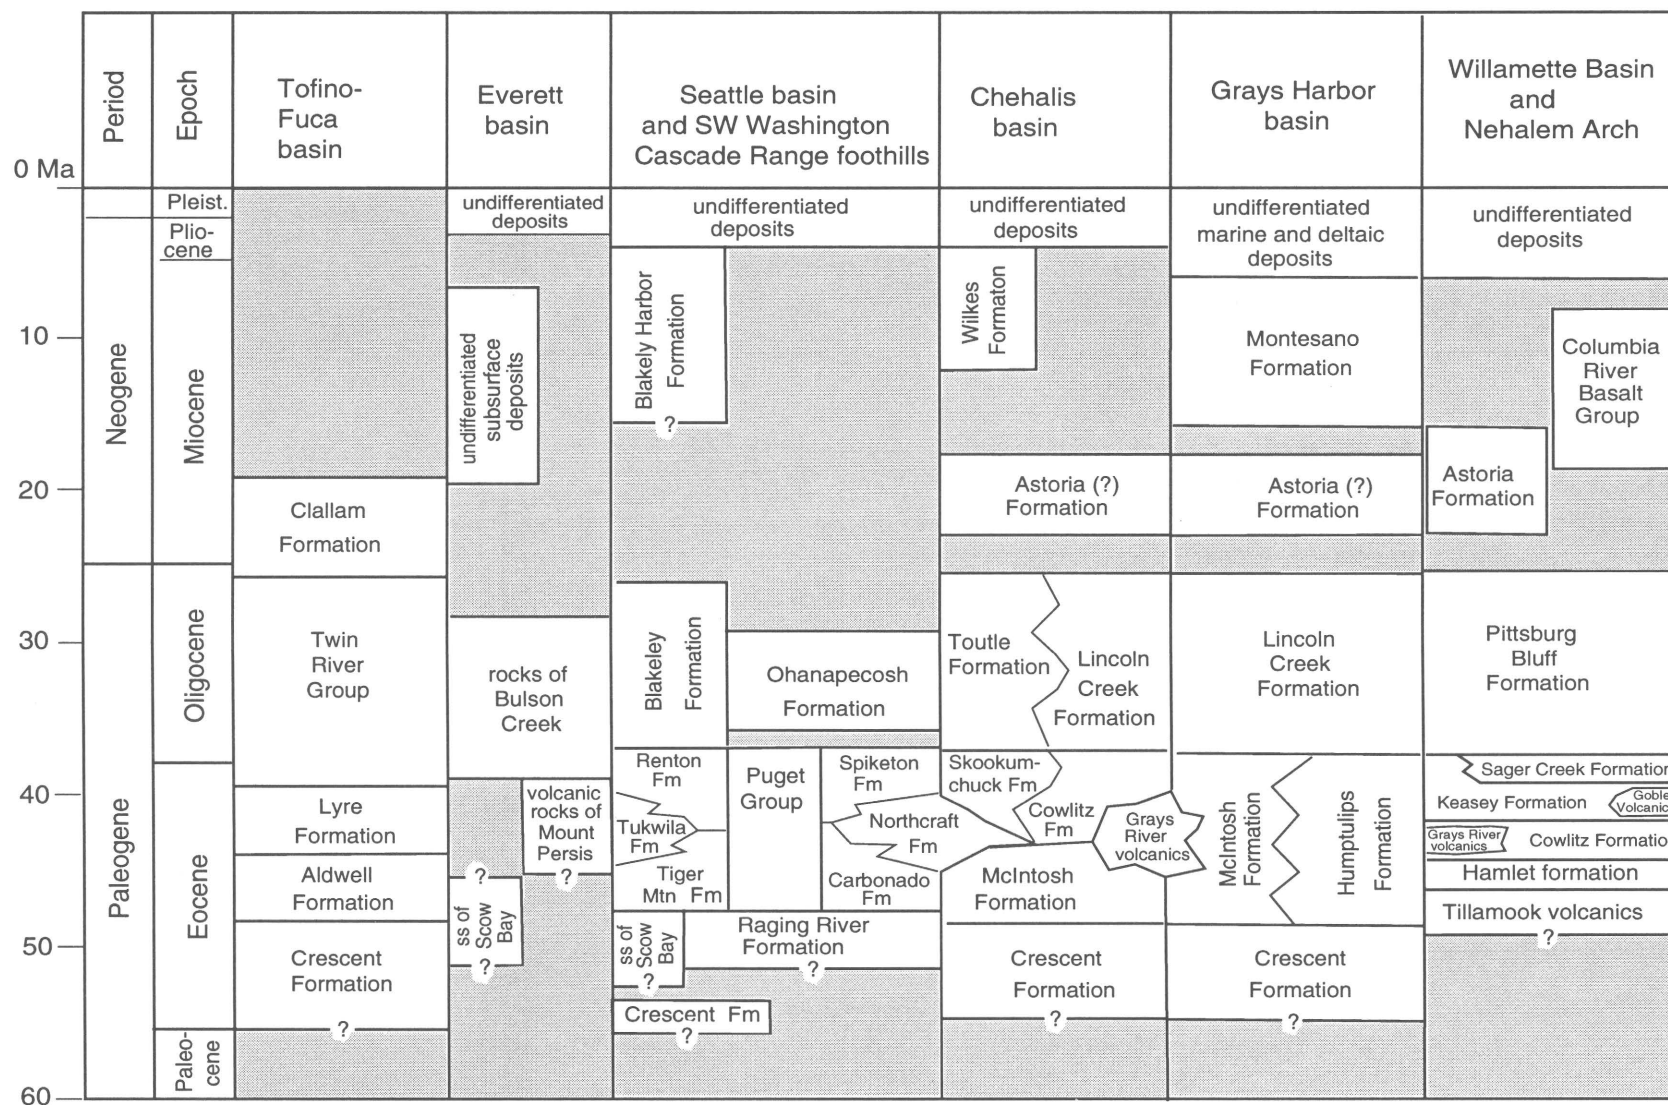 Period
Epoch
Tofino-
Fuca
basin
Everett
basin
Seattle basin
and SW Washington
Cascade Range foothills
Chehalis
basin
Grays Harbor
basin
Willamette Basin
and
Nehalem Arch
0 Ma
10
20
30
40
50
60
Neogene
Paleogene
Pleist.
Plio-
cene
Miocene
Oligocene
Eocene
Paleo-
cene
Clallam
Formation
Twin
River
Group
Lyre
Formation
Aldwell
Formation
Crescent
Formation
?
undifferentiated
deposits
undifferentiated
subsurface
deposits
rocks of
Bulson
Creek
volcanic
rocks of
Mount
Persis
?
?
ss of
Scow
Bay
?
undifferentiated
deposits
Blakely Harbor
Formation
?
Blakeley
Formation
Ohanapecosh
Formation
Renton
Fm
Tukwila
Fm
Tiger
Mtn Fm
Puget
Group
Spiketon
Fm
Northcraft
Fm
Carbonado
Fm
ss of
Scow
Bay
?
Raging River
Formation
?
Crescent Fm
?
undifferentiated
deposits
Wilkes
Formaton
Astoria (?)
Formation
Toutle
Formation
Lincoln
Creek
Formation
Skookum-
chuck Fm
Cowlitz
Fm
Grays
River
volcanics
McIntosh
Formation
Crescent
Formation
?
undifferentiated
marine and deltaic
deposits
Montesano
Formation
Astoria (?)
Formation
Lincoln
Creek
Formation
McIntosh
Formation
Humptulips
Formation
Crescent
Formation
?
undifferentiated
deposits
Columbia
River
Basalt
Group
Astoria
Formation
Pittsburg
Bluff
Formation
Sager Creek Formation
Keasey Formation
Goble
Volcanic
Grays River
volcanics
Cowlitz Formatio
Hamlet formation
Tillamook volcanics
?